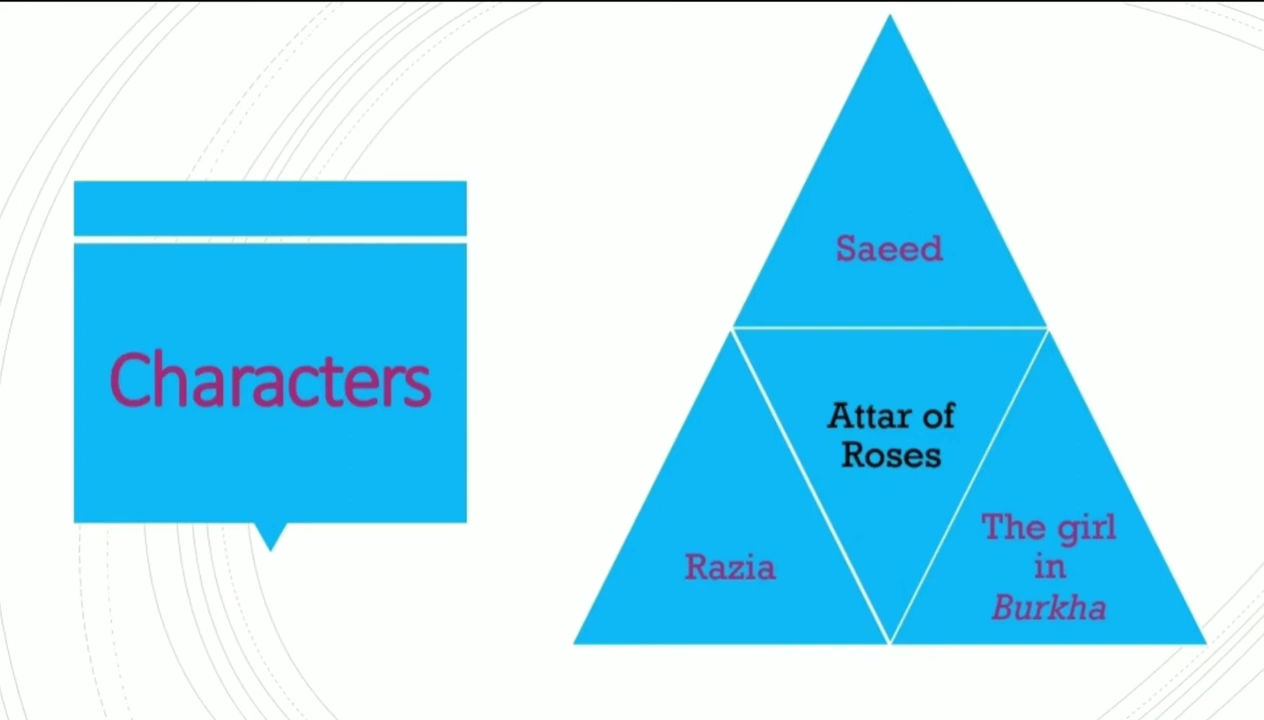 Characters
Saeed
Attar of
Roses
Razia
The girl
in
Burkha